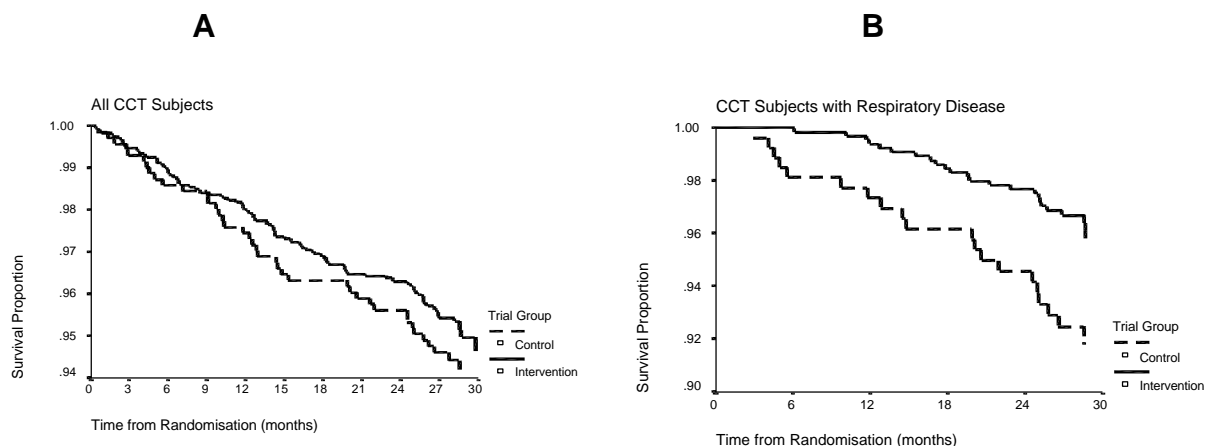 A
All CCT Subjects
1.00
.99
.98
.97
.96
.95
.94
Survival Proportion
0 3 6 9 12 15 18 21 24 27 30
Time from Randomisation (months)
Trial Group
Control
Intervention
B
CCT Subjects with Respiratory Disease
1.00
.98
.96
.94
.92
.90
Survival Proportion
0 6 12 18 24 30
Time from Randomisation (months)
Trial Group
Control
Intervention